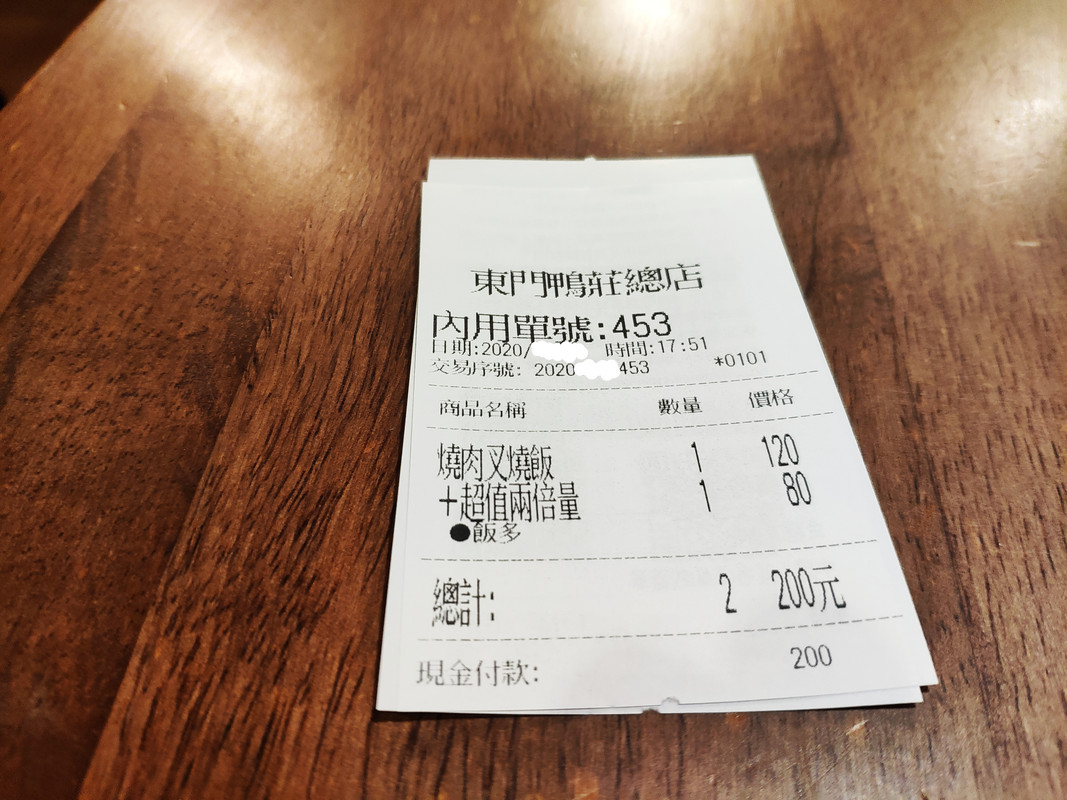 東門鴨莊總店
內用單號:453
日期:2020/ 時間:17:51
交易序號: 2020 453 *0101
商品名稱 數量 價格
燒肉叉燒飯 1 120
+超值兩倍量 1 80
●飯多
總計: 2 200元
現金付款: 200